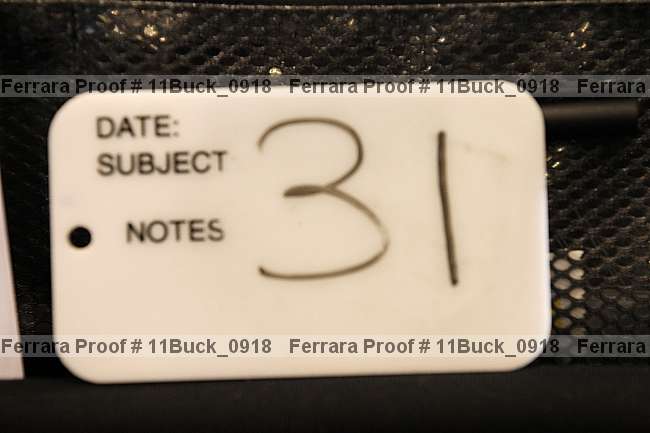 Ferrara Proof # 11Buck_0918 Ferrara Proof # 11Buck_0918 Ferrara
DATE:
SUBJECT
31
NOTES
Ferrara Proof # 11Buck_0918 Ferrara Proof # 11Buck_0918 Ferrara